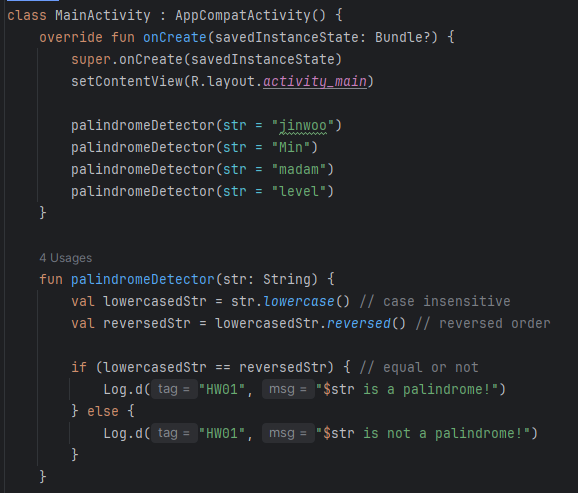 class MainActivity : AppCompatActivity() {
override fun onCreate(savedInstanceState: Bundle?) {
super.onCreate(savedInstanceState)
setContentView(R.layout.activity_main)
palindromeDetector(str = "jinwoo")
palindromeDetector(str = "Min")
palindromeDetector(str = "madam")
palindromeDetector(str = "level")
}
4 Usages
fun palindromeDetector(str: String) {
val lowercasedStr = str.lowercase() // case insensitive
val reversedStr = lowercasedStr.reversed() // reversed order
if (lowercasedStr == reversedStr) { // equal or not
Log.d( tag = "HW01", msg = "$str is a palindrome!")
} else {
Log.d( tag = "HW01", msg = "$str is not a palindrome!")
}
}